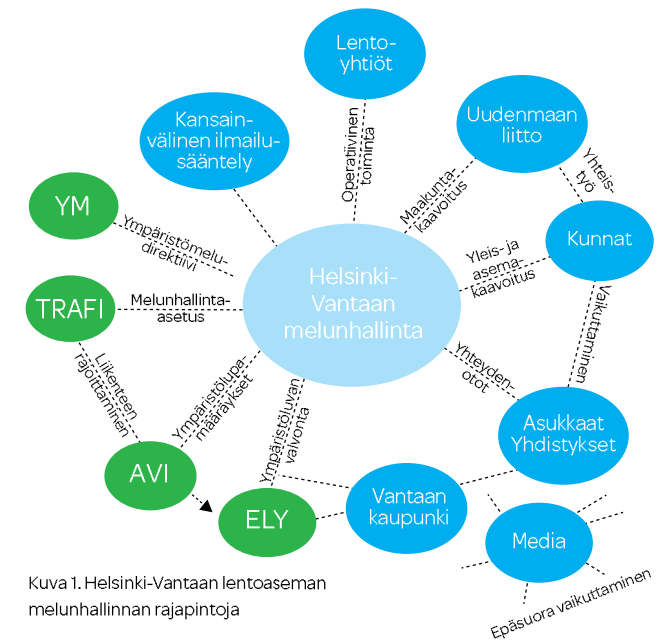 Lento-
yhtiöt
Kansain-
välinen ilmailu-
sääntely
Uudenmaan
liitto
Operatiivinen
toiminta
Yhteis-
työ
Maakunta-
kaavoitus
YM
Ympäristömelu-
direktiivi
Kunnat
Yleis- ja
asema-
kaavoitus
Helsinki-
Vantaan
melunhallinta
TRAFI
Melunhallinta-
asetus
Vaikuttaminen
Liikenteen
rajoittaminen
Ympäristölupa-
määräykset
Ympäristöluvan
valvonta
Yhteyden-
otot
Asukkaat
Yhdistykset
AVI
ELY
Vantaan
kaupunki
Media
Epäsuora vaikuttaminen
Kuva 1. Helsinki-Vantaan lentoaseman
melunhallinnan rajapintoja